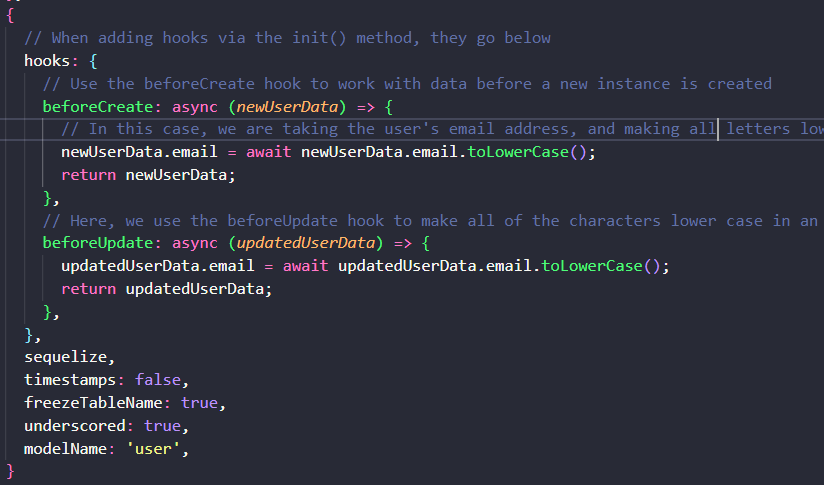 {
  // When adding hooks via the init() method, they go below
  hooks: {
    // Use the beforeCreate hook to work with data before a new instance is created
    beforeCreate: async (newUserData) => {
      // In this case, we are taking the user's email address, and making all letters low
      newUserData.email = await newUserData.email.toLowerCase();
      return newUserData;
    },
    // Here, we use the beforeUpdate hook to make all of the characters lower case in an
    beforeUpdate: async (updatedUserData) => {
      updatedUserData.email = await updatedUserData.email.toLowerCase();
      return updatedUserData;
    },
  },
  sequelize,
  timestamps: false,
  freezeTableName: true,
  underscored: true,
  modelName: 'user',
}